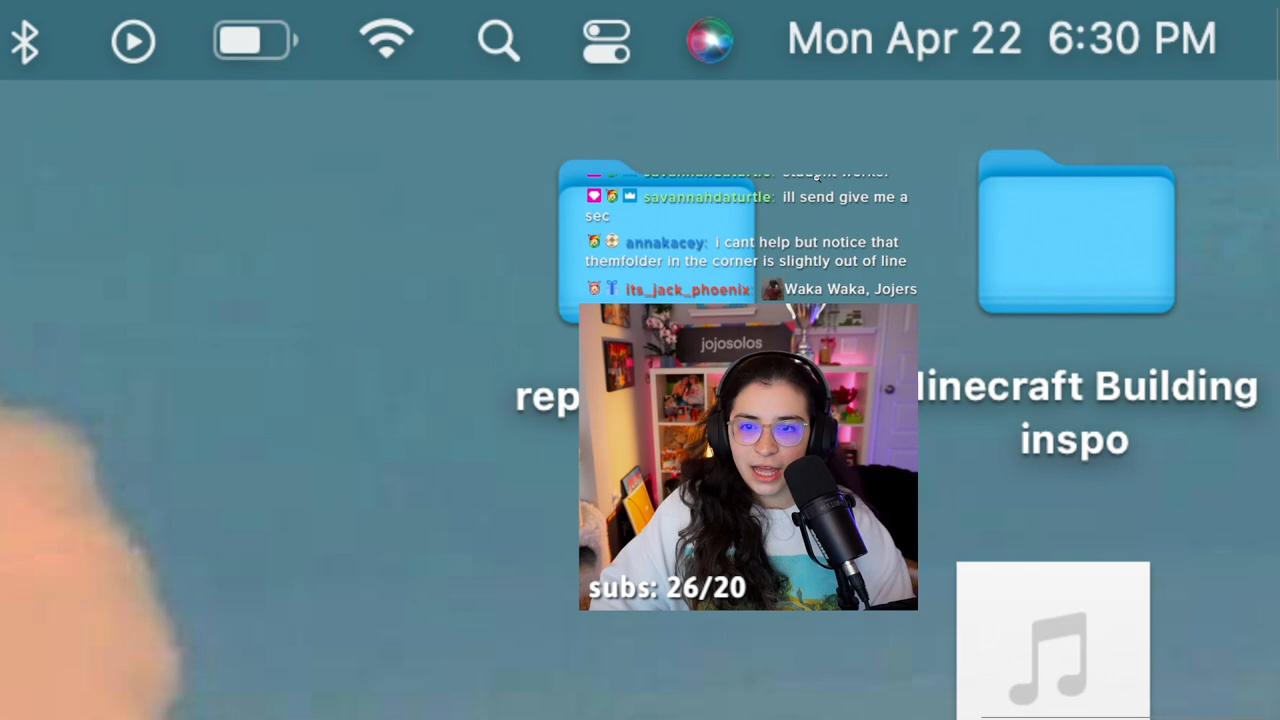 Mon Apr 22 6:30 PM
savannahdaturtle: ill send give me a
sec
annakacey: i cant help but notice that
themfolder in the corner is slightly out of line
its_jack_phoenix: Waka Waka, Jojers
jojosolos
rep
linecraft Building
inspo
subs: 26/20